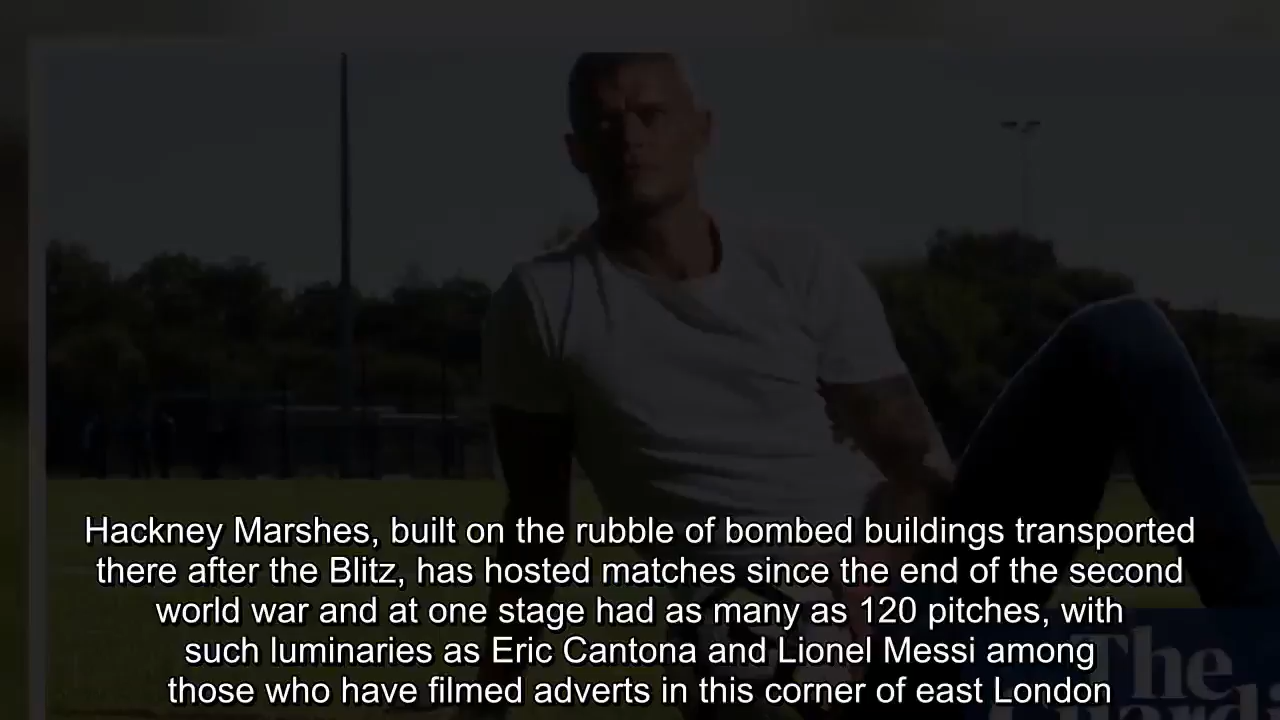 Hackney Marshes, built on the rubble of bombed buildings transported
there after the Blitz, has hosted matches since the end of the second
world war and at one stage had as many as 120 pitches, with
such luminaries as Eric Cantona and Lionel Messi among
those who have filmed adverts in this corner of east London
The